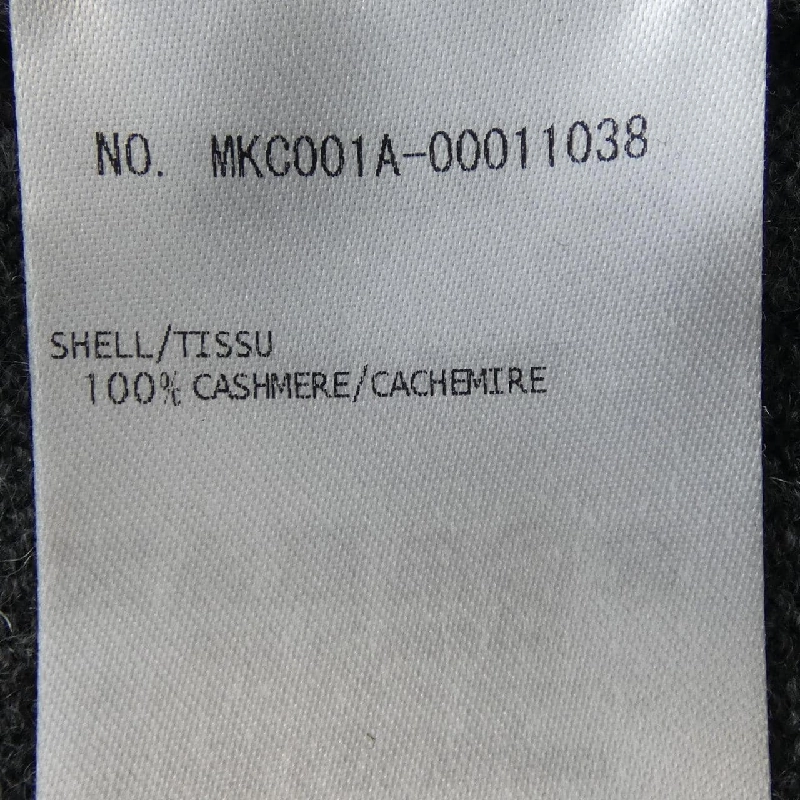 NO. MKC001A-00011038
SHELL/TISSU
100% CASHMERE/CACHEMIRE